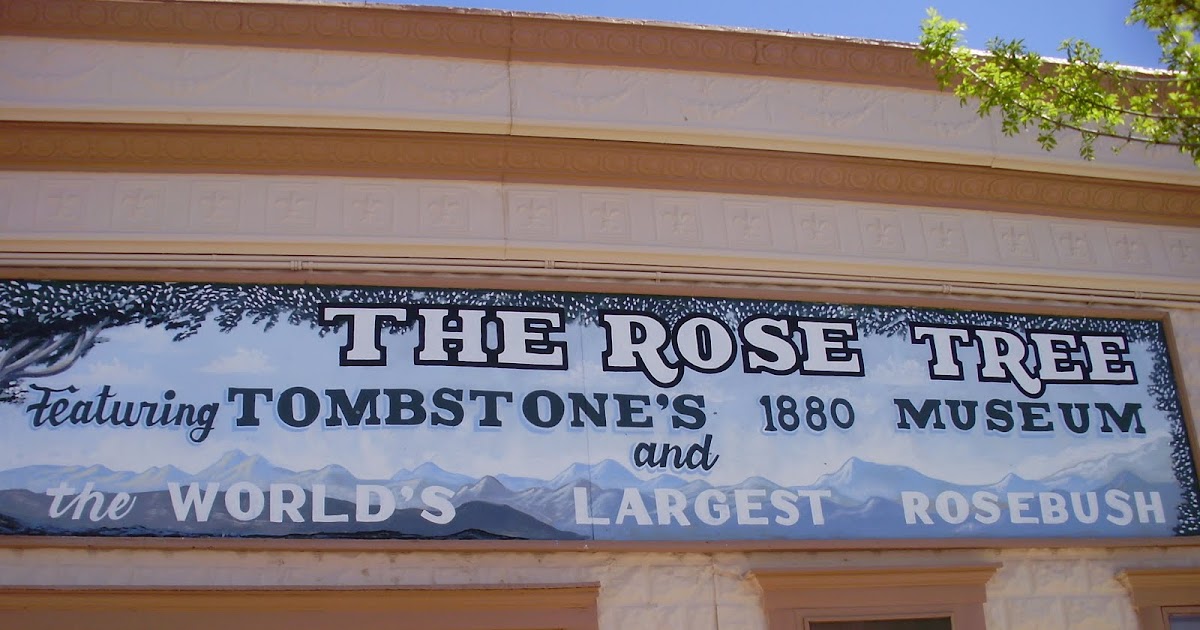 THE ROSE TREE
Featuring TOMBSTONE'S 1880 MUSEUM
and
the WORLD'S LARGEST ROSEBUSH